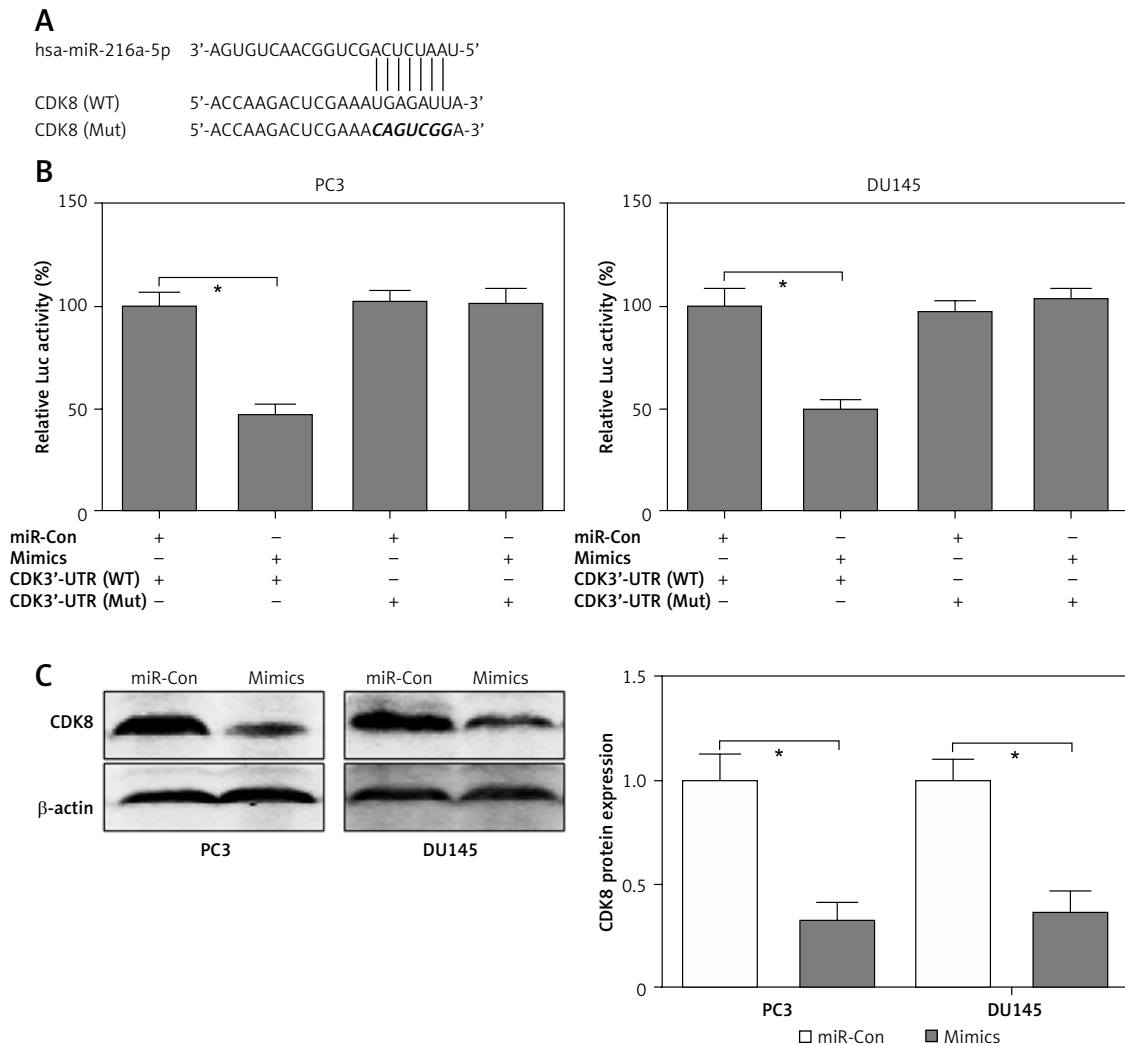 A
hsa-miR-216a-5p 3'-AGUGUCAACGGUCGACUCUAAU-5'
CDK8 (WT) 5'-ACCAAGACUCGAAAUGAGAUUA-3'
CDK8 (Mut) 5'-ACCAAGACUCGAAACAGUCGGA-3'
B
PC3
Relative Luc activity (%)
150
100
50
0
*
miR-Con + – + –
Mimics – + – +
CDK3'-UTR (WT) + + – –
CDK3'-UTR (Mut) – – + +
DU145
Relative Luc activity (%)
150
100
50
0
*
miR-Con + – + –
Mimics – + – +
CDK3'-UTR (WT) + + – –
CDK3'-UTR (Mut) – – + +
C
miR-Con Mimics miR-Con Mimics
CDK8
β-actin
PC3 DU145
CDK8 protein expression
1.5
1.0
0.5
0
* *
PC3 DU145
miR-Con Mimics